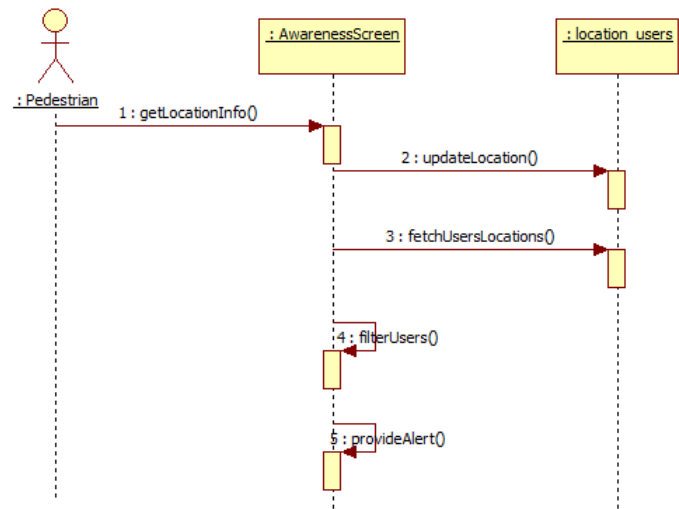 : AwarenessScreen
: location_users
: Pedestrian
1 : getLocationInfo()
2 : updateLocation()
3 : fetchUsersLocations()
4 : filterUsers()
5 : provideAlert()